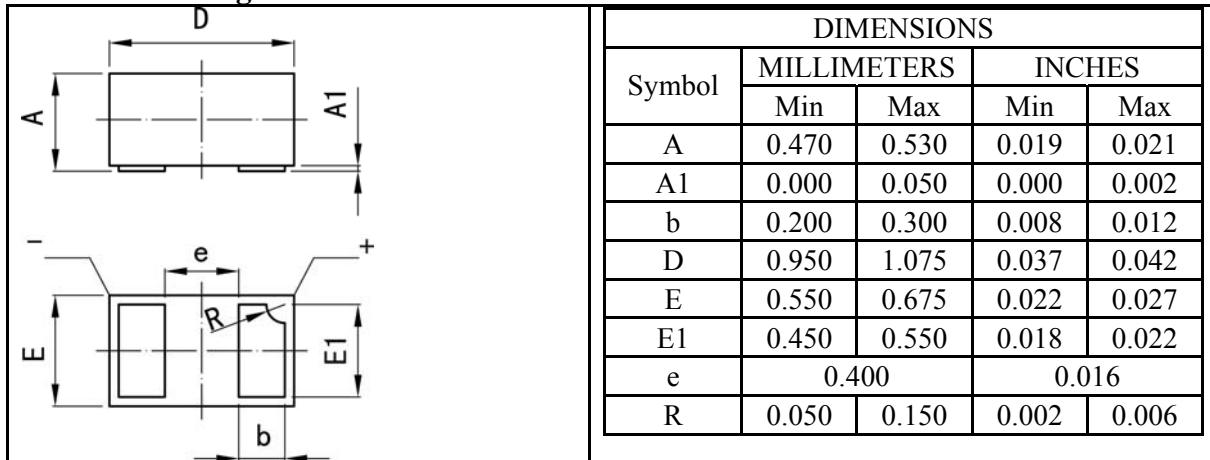 D
A
A1
−
+
e
R
E
E1
b
DIMENSIONS
Symbol MILLIMETERS INCHES
Min Max Min Max
A 0.470 0.530 0.019 0.021
A1 0.000 0.050 0.000 0.002
b 0.200 0.300 0.008 0.012
D 0.950 1.075 0.037 0.042
E 0.550 0.675 0.022 0.027
E1 0.450 0.550 0.018 0.022
e 0.400 0.016
R 0.050 0.150 0.002 0.006